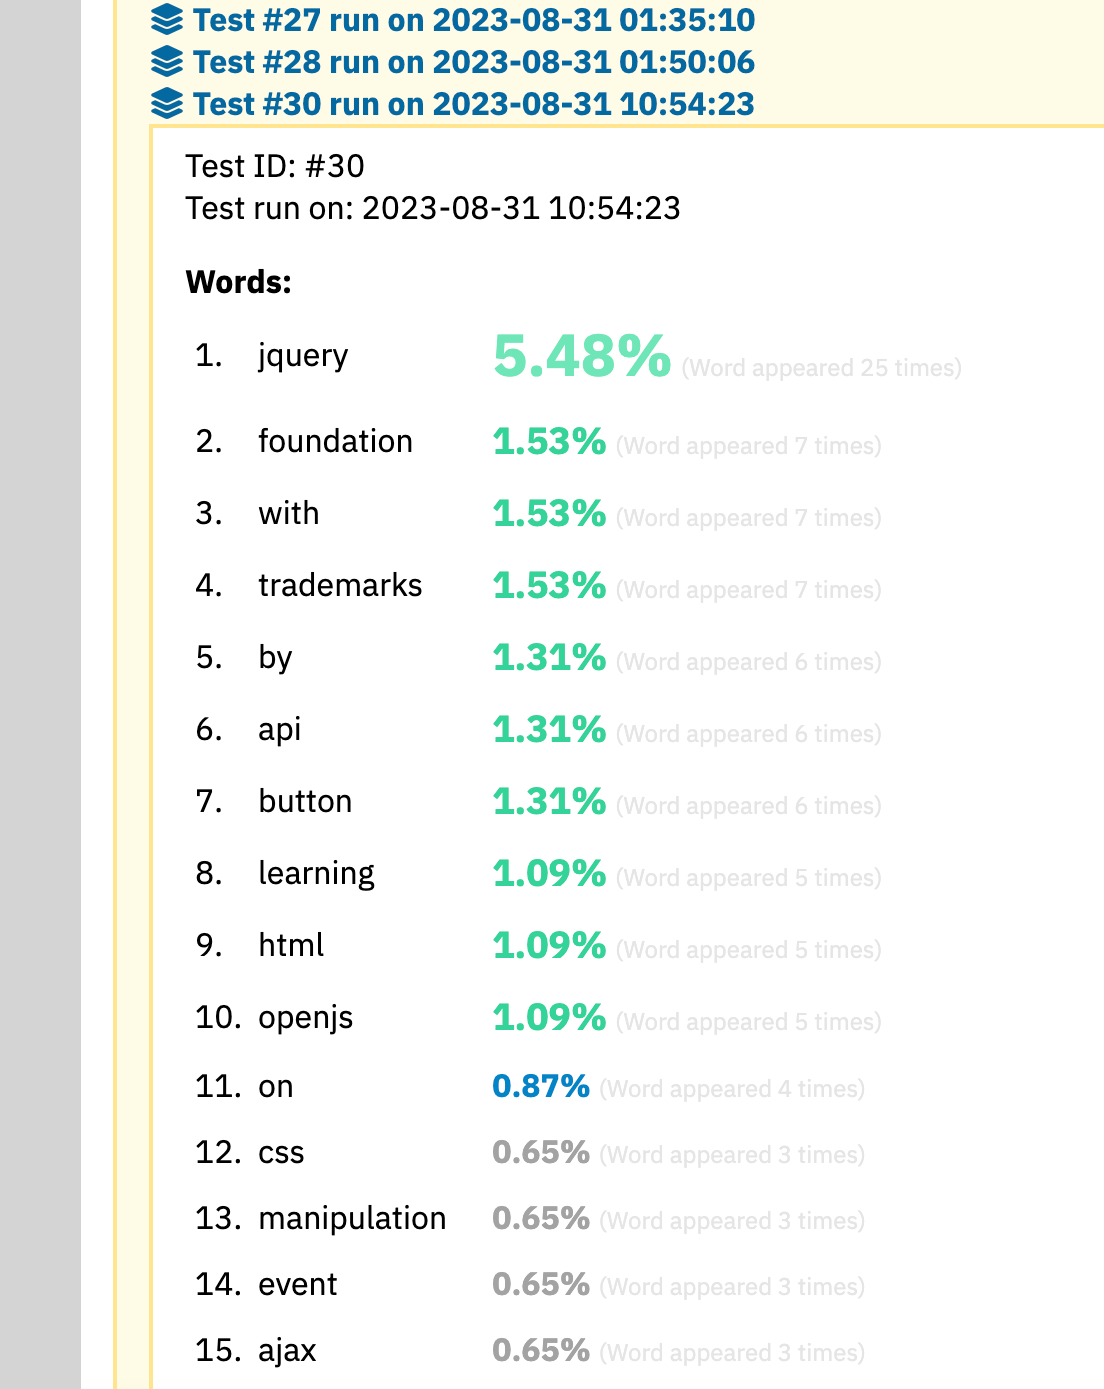 Test #27 run on 2023-08-31 01:35:10
Test #28 run on 2023-08-31 01:50:06
Test #30 run on 2023-08-31 10:54:23
Test ID: #30
Test run on: 2023-08-31 10:54:23
Words:
1. jquery 5.48% (Word appeared 25 times)
2. foundation 1.53% (Word appeared 7 times)
3. with 1.53% (Word appeared 7 times)
4. trademarks 1.53% (Word appeared 7 times)
5. by 1.31% (Word appeared 6 times)
6. api 1.31% (Word appeared 6 times)
7. button 1.31% (Word appeared 6 times)
8. learning 1.09% (Word appeared 5 times)
9. html 1.09% (Word appeared 5 times)
10. openjs 1.09% (Word appeared 5 times)
11. on 0.87% (Word appeared 4 times)
12. css 0.65% (Word appeared 3 times)
13. manipulation 0.65% (Word appeared 3 times)
14. event 0.65% (Word appeared 3 times)
15. ajax 0.65% (Word appeared 3 times)